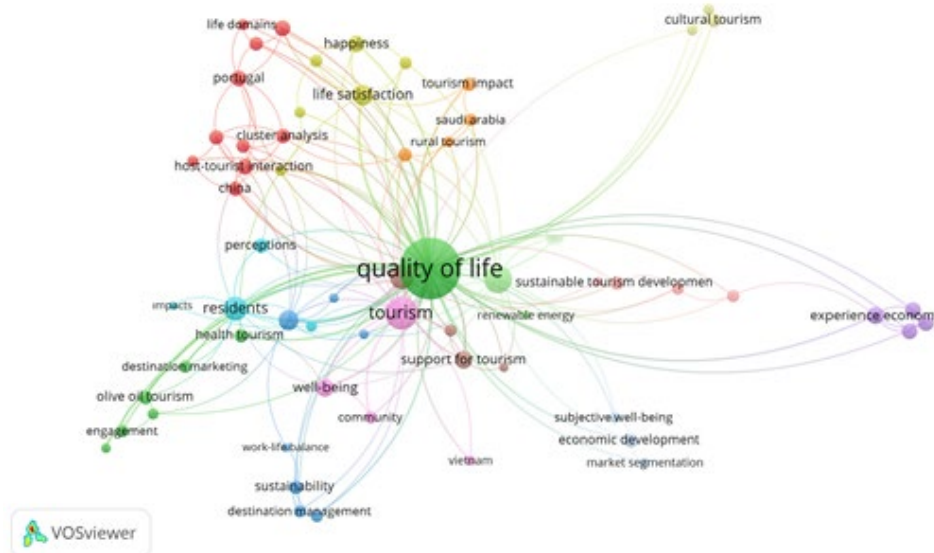 life domains
cultural tourism
happiness
portugal
tourism impact
life satisfaction
saudi arabia
cluster analysis
rural tourism
host-tourist interaction
china
perceptions
quality of life
sustainable tourism developmen
impacts
residents
tourism
renewable energy
experience econom
health tourism
support for tourism
destination marketing
well-being
olive oil tourism
community
subjective well-being
engagement
economic development
work-life balance
vietnam
market segmentation
sustainability
destination management
VOSviewer